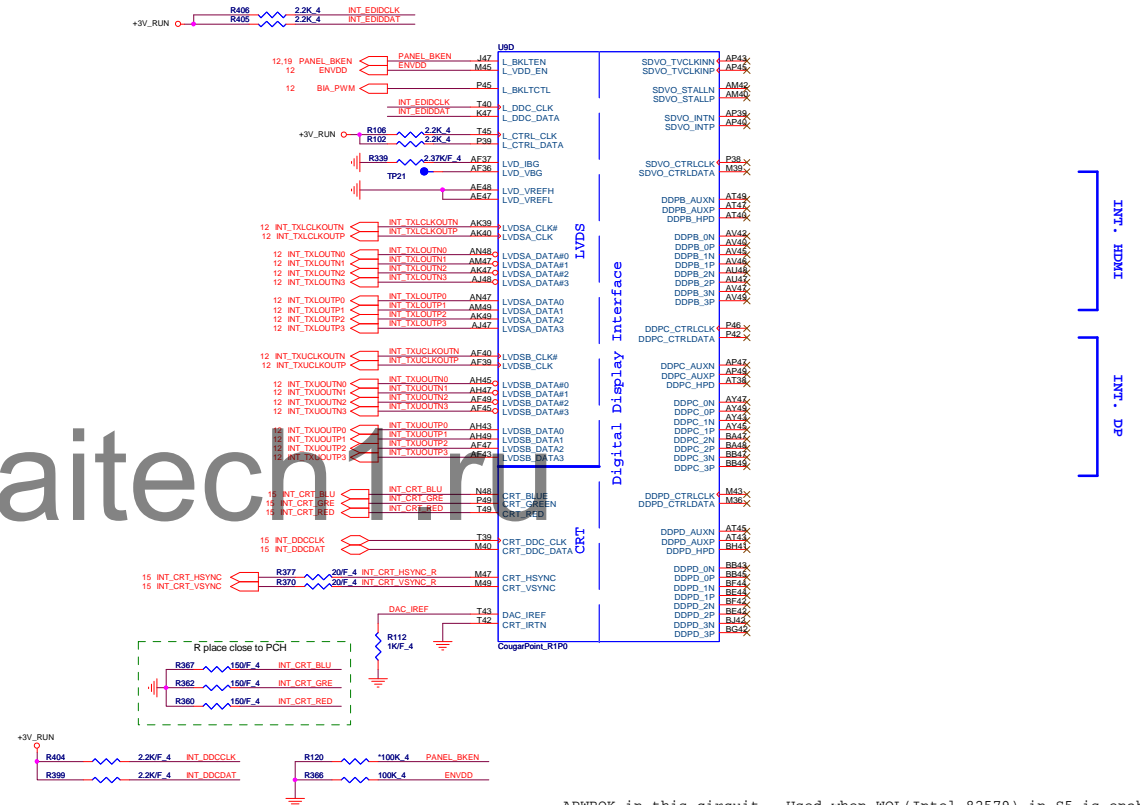 R406 2.2K_4 INT_EDIDCLK
R405 2.2K_4 INT_EDIDDAT
+3V_RUN
U9D
12,19 PANEL_BKEN PANEL_BKEN J47 L_BKLTEN
12 ENVDD ENVDD M45 L_VDD_EN
12 BIA_PWM P45 L_BKLTCTL
INT_EDIDCLK T40 L_DDC_CLK
INT_EDIDDAT K47 L_DDC_DATA
+3V_RUN R106 2.2K_4 T45 L_CTRL_CLK
R102 2.2K_4 P39 L_CTRL_DATA
R339 2.37K/F_4 AF37 LVD_IBG
TP21 AF36 LVD_VBG
AE48 LVD_VREFH
AE47 LVD_VREFL
12 INT_TXLCLKOUTN INT_TXLCLKOUTN AK39 LVDSA_CLK#
12 INT_TXLCLKOUTP INT_TXLCLKOUTP AK40 LVDSA_CLK
12 INT_TXLOUTN0 INT_TXLOUTN0 AN48 LVDSA_DATA#0
12 INT_TXLOUTN1 INT_TXLOUTN1 AM47 LVDSA_DATA#1
12 INT_TXLOUTN2 INT_TXLOUTN2 AK47 LVDSA_DATA#2
12 INT_TXLOUTN3 INT_TXLOUTN3 AJ48 LVDSA_DATA#3
12 INT_TXLOUTP0 INT_TXLOUTP0 AN47 LVDSA_DATA0
12 INT_TXLOUTP1 INT_TXLOUTP1 AM49 LVDSA_DATA1
12 INT_TXLOUTP2 INT_TXLOUTP2 AK49 LVDSA_DATA2
12 INT_TXLOUTP3 INT_TXLOUTP3 AJ47 LVDSA_DATA3
12 INT_TXUCLKOUTN INT_TXUCLKOUTN AF40 LVDSB_CLK#
12 INT_TXUCLKOUTP INT_TXUCLKOUTP AF39 LVDSB_CLK
12 INT_TXUOUTN0 INT_TXUOUTN0 AH45 LVDSB_DATA#0
12 INT_TXUOUTN1 INT_TXUOUTN1 AH47 LVDSB_DATA#1
12 INT_TXUOUTN2 INT_TXUOUTN2 AF49 LVDSB_DATA#2
12 INT_TXUOUTN3 INT_TXUOUTN3 AF45 LVDSB_DATA#3
12 INT_TXUOUTP0 INT_TXUOUTP0 AH43 LVDSB_DATA0
12 INT_TXUOUTP1 INT_TXUOUTP1 AH49 LVDSB_DATA1
12 INT_TXUOUTP2 INT_TXUOUTP2 AF47 LVDSB_DATA2
12 INT_TXUOUTP3 INT_TXUOUTP3 AF43 LVDSB_DATA3
15 INT_CRT_BLU INT_CRT_BLU N48 CRT_BLUE
15 INT_CRT_GRE INT_CRT_GRE P49 CRT_GREEN
15 INT_CRT_RED INT_CRT_RED T49 CRT_RED
15 INT_DDCCLK T39 CRT_DDC_CLK
15 INT_DDCDAT M40 CRT_DDC_DATA
15 INT_CRT_HSYNC R377 20/F_4 INT_CRT_HSYNC_R M47 CRT_HSYNC
15 INT_CRT_VSYNC R370 20/F_4 INT_CRT_VSYNC_R M49 CRT_VSYNC
DAC_IREF T43 DAC_IREF
T42 CRT_IRTN
R112
1K/F_4
CougarPoint_R1P0
LVDS
CRT
Digital Display Interface
SDVO_TVCLKINN AP43
SDVO_TVCLKINP AP45
SDVO_STALLN AM42
SDVO_STALLP AM40
SDVO_INTN AP39
SDVO_INTP AP40
SDVO_CTRLCLK P38
SDVO_CTRLDATA M39
DDPB_AUXN AT49
DDPB_AUXP AT47
DDPB_HPD AT40
DDPB_0N AV42
DDPB_0P AV40
DDPB_1N AV45
DDPB_1P AV46
DDPB_2N AU48
DDPB_2P AU47
DDPB_3N AV47
DDPB_3P AV49
DDPC_CTRLCLK P46
DDPC_CTRLDATA P42
DDPC_AUXN AP47
DDPC_AUXP AP49
DDPC_HPD AT38
DDPC_0N AY47
DDPC_0P AY49
DDPC_1N AY43
DDPC_1P AY45
DDPC_2N BA47
DDPC_2P BA48
DDPC_3N BB47
DDPC_3P BB49
DDPD_CTRLCLK M43
DDPD_CTRLDATA M36
DDPD_AUXN AT45
DDPD_AUXP AT43
DDPD_HPD BH41
DDPD_0N BB43
DDPD_0P BB45
DDPD_1N BF44
DDPD_1P BE44
DDPD_2N BF42
DDPD_2P BE42
DDPD_3N BJ42
DDPD_3P BG42
INT. HDMI
INT. DP
aitech1.ru
R place close to PCH
R367 150/F_4 INT_CRT_BLU
R362 150/F_4 INT_CRT_GRE
R360 150/F_4 INT_CRT_RED
+3V_RUN
R404 2.2K/F_4 INT_DDCCLK
R399 2.2K/F_4 INT_DDCDAT
R120 *100K_4 PANEL_BKEN
R366 100K_4 ENVDD